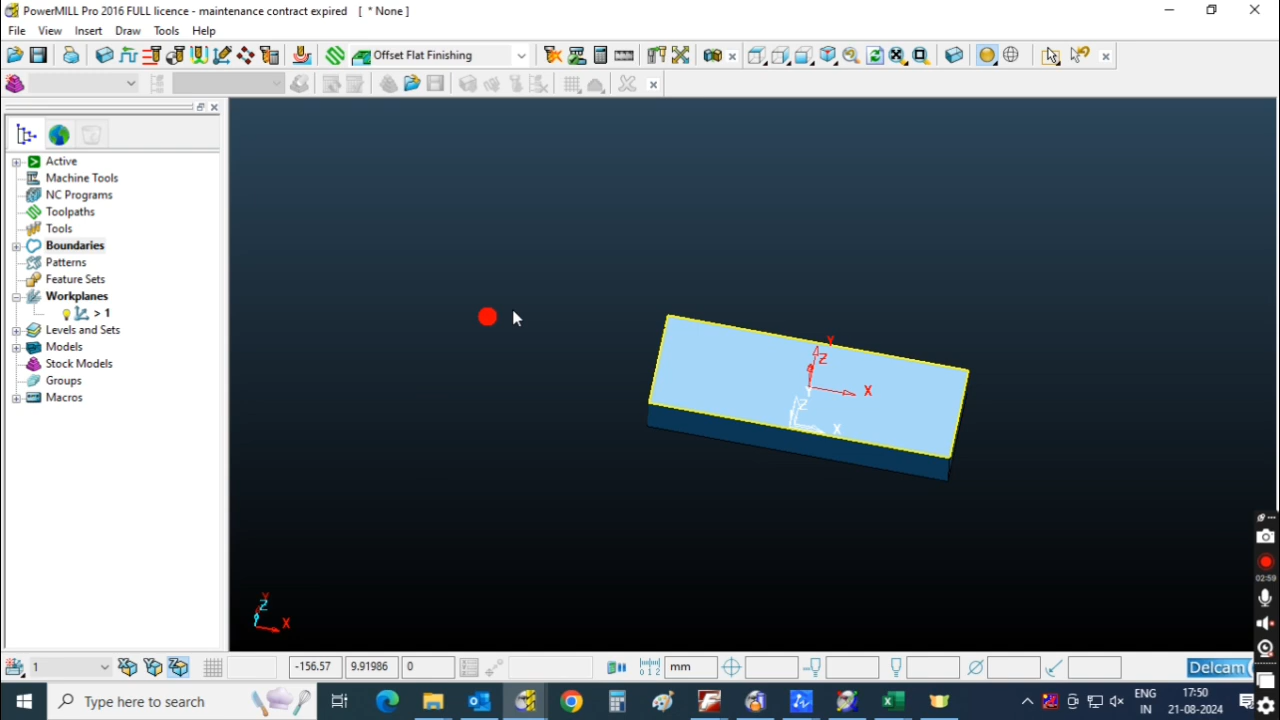 PowerMILL Pro 2016 FULL licence - maintenance contract expired [ * None ]
File View Insert Draw Tools Help
Offset Flat Finishing
Active
Machine Tools
NC Programs
Toolpaths
Tools
Boundaries
Patterns
Feature Sets
Workplanes
> 1
Levels and Sets
Models
Stock Models
Groups
Macros
Y
Z
X
Z
X
Y
Z
X
02:59
1 -156.57 9.91986 0 mm Delcam
Type here to search
ENG
IN
17:50
21-08-2024